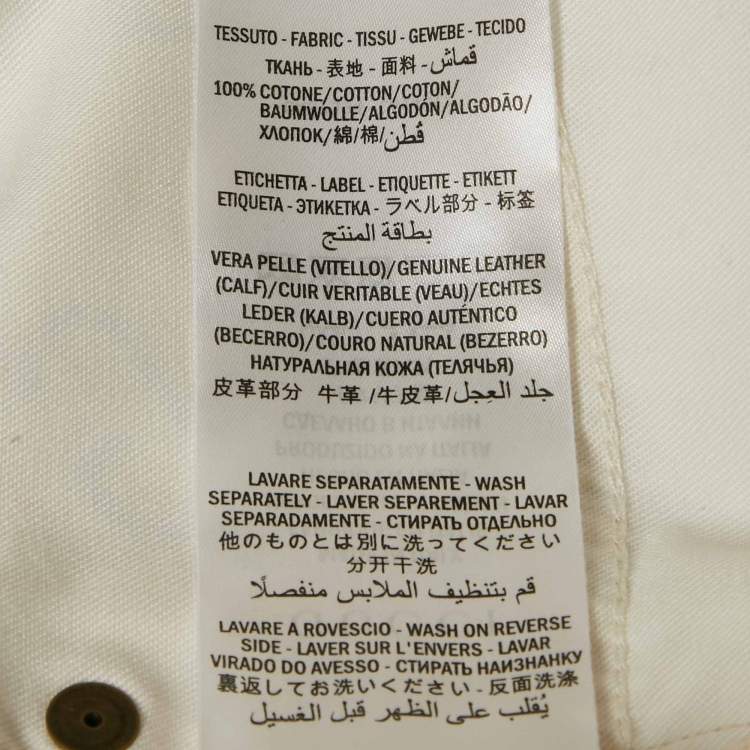 TESSUTO - FABRIC - TISSU - GEWEBE - TECIDO
ТКАНЬ - 表地 - 面料 - قماش
100% COTONE/COTTON/COTON/
BAUMWOLLE/ALGODÓN/ALGODÃO/
ХЛОПОК/綿/棉/قُطن
ETICHETTA - LABEL - ETIQUETTE - ETIKETT
ETIQUETA - ЭТИКЕТКА - ラベル部分 - 标签
بطاقة المنتج
VERA PELLE (VITELLO)/GENUINE LEATHER
(CALF)/CUIR VERITABLE (VEAU)/ECHTES
LEDER (KALB)/CUERO AUTÉNTICO
(BECERRO)/COURO NATURAL (BEZERRO)
НАТУРАЛЬНАЯ КОЖА (ТЕЛЯЧЬЯ)
皮革部分 牛革 /牛皮革/جلد العِجل
СДЕЛАНО В ИТАЛИИ
PRODUZIDO NA ITALIA
LAVARE SEPARATAMENTE - WASH
SEPARATELY - LAVER SEPAREMENT - LAVAR
SEPARADAMENTE - СТИРАТЬ ОТДЕЛЬНО
他のものとは別に洗ってください
分开干洗
قم بتنظيف الملابس منفصلًا
LAVARE A ROVESCIO - WASH ON REVERSE
SIDE - LAVER SUR L'ENVERS - LAVAR
VIRADO DO AVESSO - СТИРАТЬ НАИЗНАНКУ
裏返してお洗いください - 反面洗涤
يُقلب على الظهر قبل الغسيل